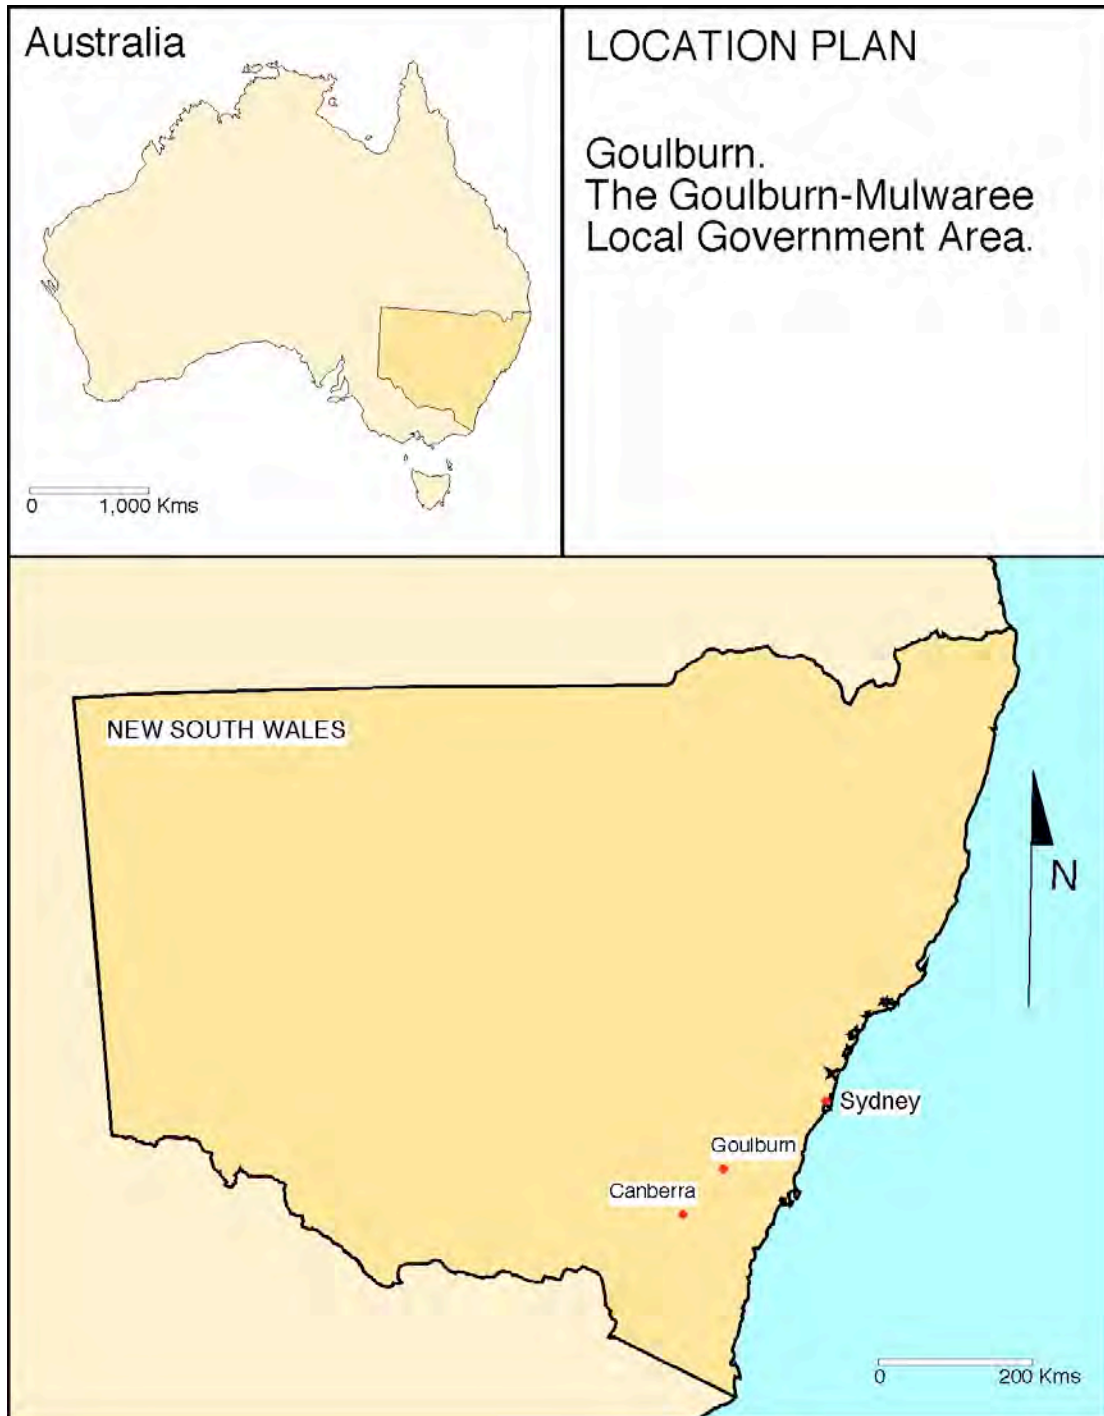 Australia
0 1,000 Kms
LOCATION PLAN
Goulburn.
The Goulburn-Mulwaree
Local Government Area.
NEW SOUTH WALES
N
Sydney
Goulburn
Canberra
0 200 Kms